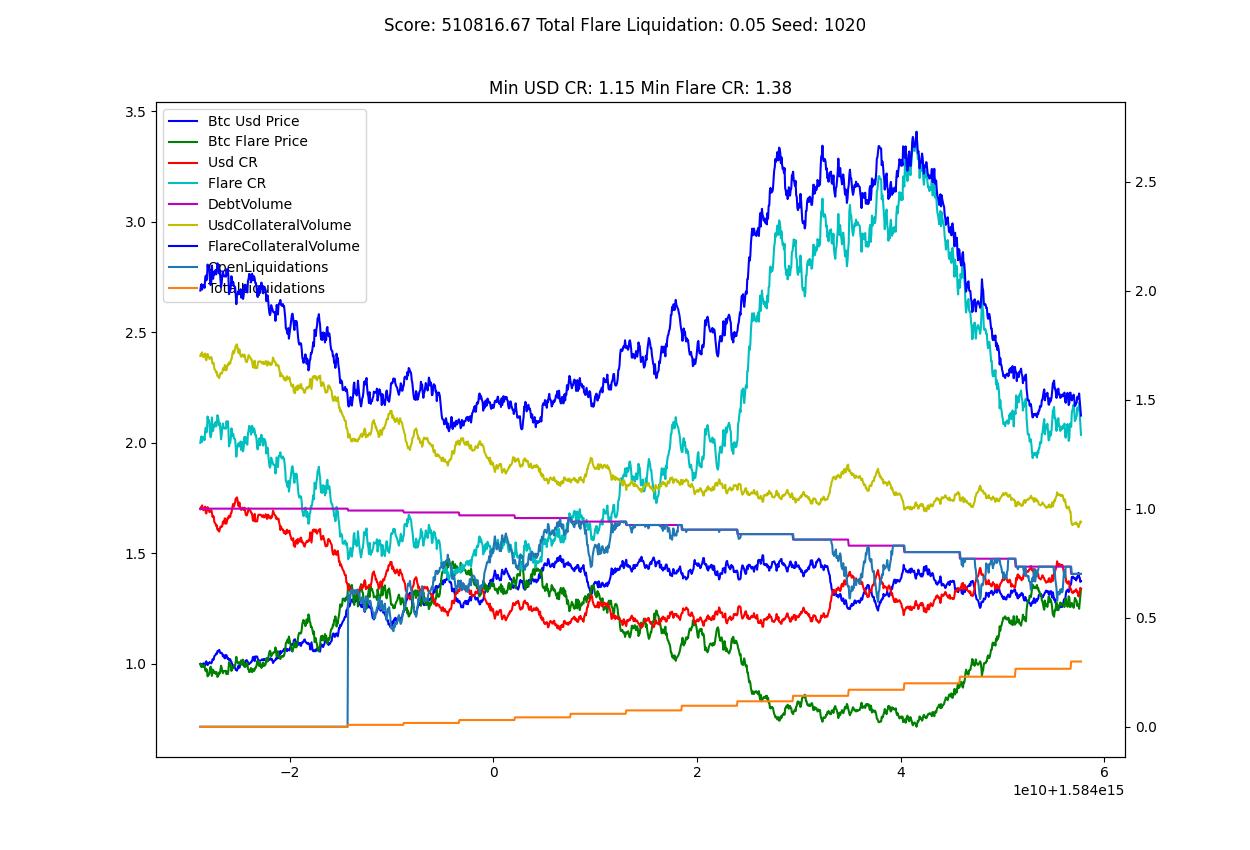 Score: 510816.67 Total Flare Liquidation: 0.05 Seed: 1020
Min USD CR: 1.15 Min Flare CR: 1.38
3.5
3.0
2.5
2.0
1.5
1.0
Btc Usd Price
Btc Flare Price
Usd CR
Flare CR
DebtVolume
UsdCollateralVolume
FlareCollateralVolume
OpenLiquidations
TotalLiquidations
2.5
2.0
1.5
1.0
0.5
0.0
−2 0 2 4 6
1e10+1.584e15